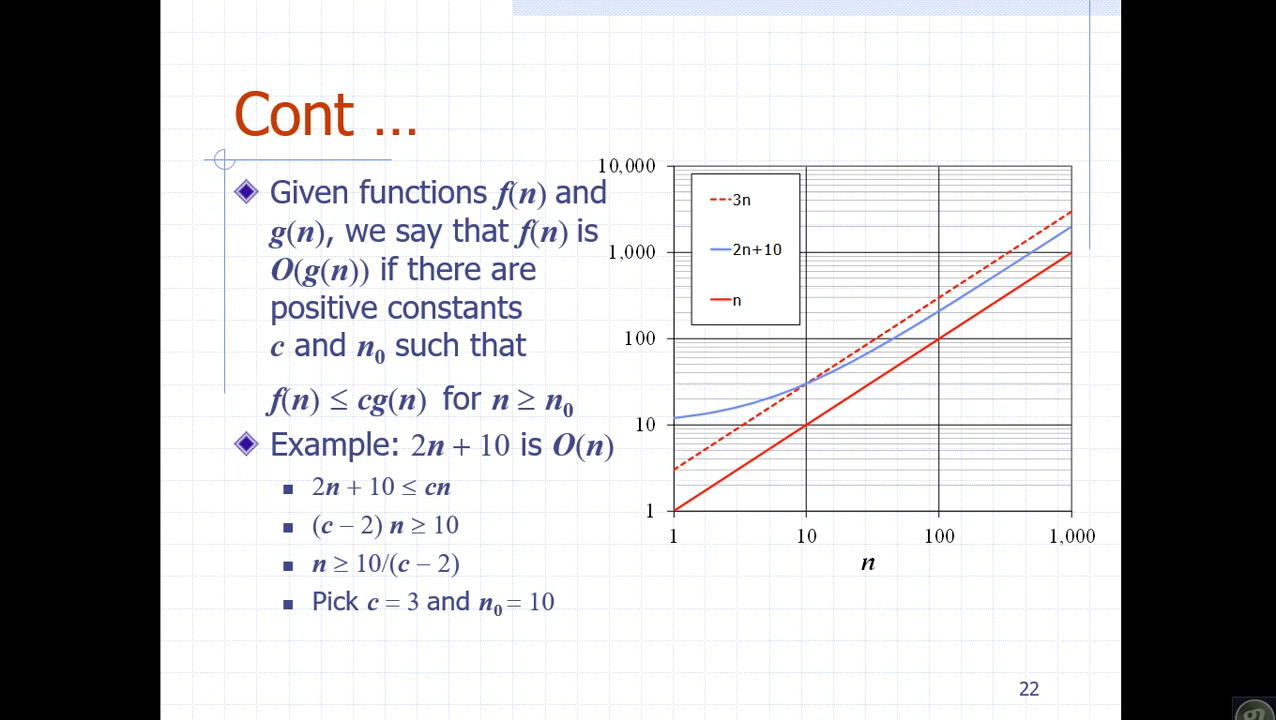 Cont ...
Given functions f(n) and
g(n), we say that f(n) is
O(g(n)) if there are
positive constants
c and n₀ such that
f(n) ≤ cg(n) for n ≥ n₀
Example: 2n + 10 is O(n)
2n + 10 ≤ cn
(c − 2) n ≥ 10
n ≥ 10/(c − 2)
Pick c = 3 and n₀ = 10
10,000
1,000
100
10
1
3n
2n+10
n
1 10 100 1,000
n
22